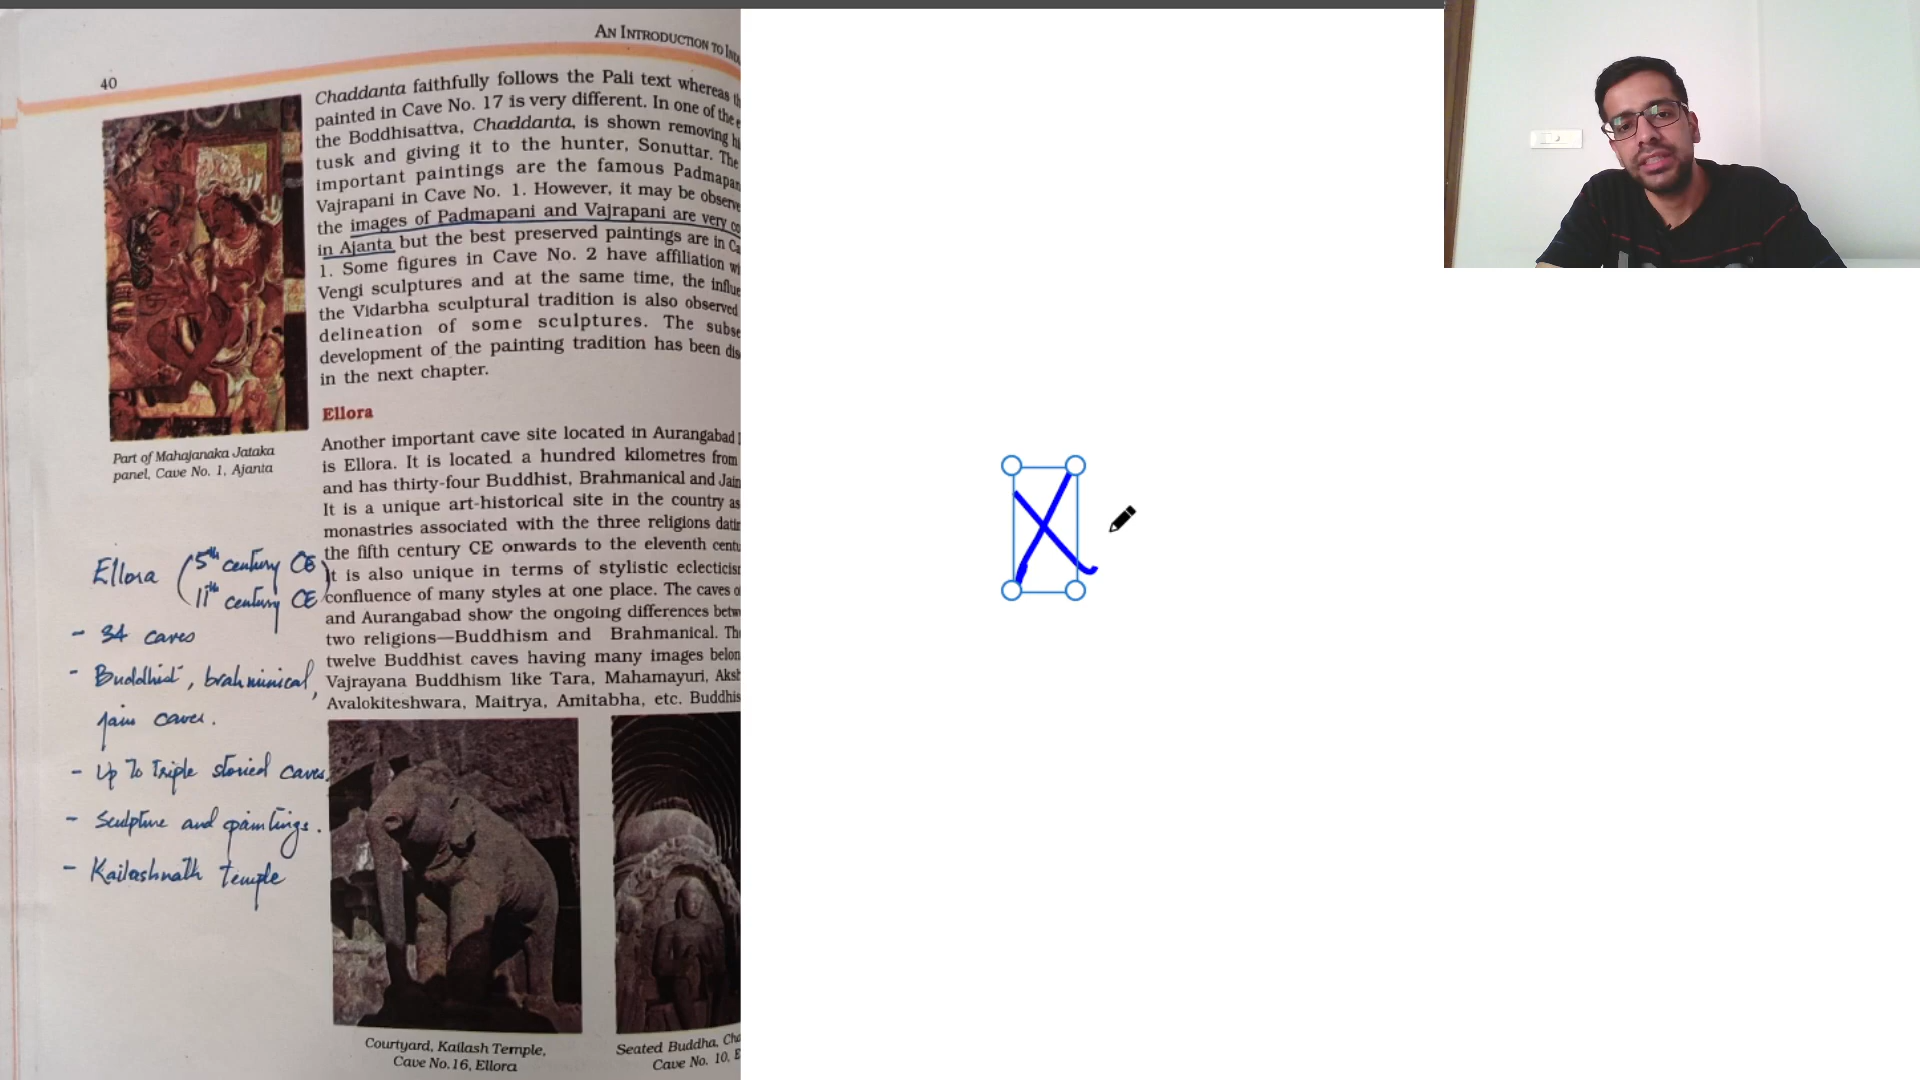 AN INTRODUCTION TO
40
Chaddanta faithfully follows the Pali text whereas
painted in Cave No. 17 is very different. In one of the
the Boddhisattva, Chaddanta, is shown removing
tusk and giving it to the hunter, Sonuttar. The
important paintings are the famous Padmapan
Vajrapani in Cave No. 1. However, it may be observe
the images of Padmapani and Vajrapani are very co
in Ajanta but the best preserved paintings are in Ca
1. Some figures in Cave No. 2 have affiliation wi
Vengi sculptures and at the same time, the influe
the Vidarbha sculptural tradition is also observed
delineation of some sculptures. The subse
development of the painting tradition has been dis
in the next chapter.
Part of Mahajanaka Jataka
panel, Cave No. 1, Ajanta
Ellora
Another important cave site located in Aurangabad
is Ellora. It is located a hundred kilometres from
and has thirty-four Buddhist, Brahmanical and Jain
It is a unique art-historical site in the country as
monastries associated with the three religions datin
the fifth century CE onwards to the eleventh centu
It is also unique in terms of stylistic eclecticism
confluence of many styles at one place. The caves o
and Aurangabad show the ongoing differences betw
two religions—Buddhism and Brahmanical. The
twelve Buddhist caves having many images belon
Vajrayana Buddhism like Tara, Mahamayuri, Aksh
Avalokiteshwara, Maitrya, Amitabha, etc. Buddhis
Ellora (5th century CE
11th century CE)
- 34 caves
- Buddhist, brahminical,
jain caves.
- Up to Triple storied caves.
- Sculpture and paintings.
- Kailashnath temple
Courtyard, Kailash Temple,
Cave No.16, Ellora
Seated Buddha, Cha
Cave No. 10, E